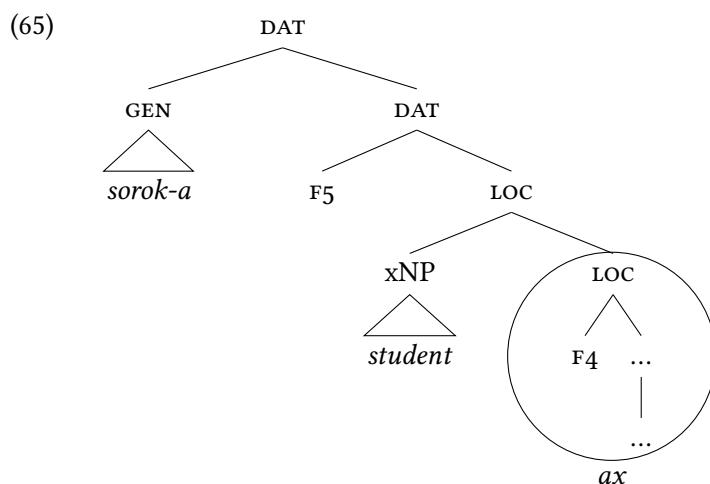 (65) DAT
GEN DAT
sorok-a F5 LOC
xNP LOC
student F4 ...
...
ax